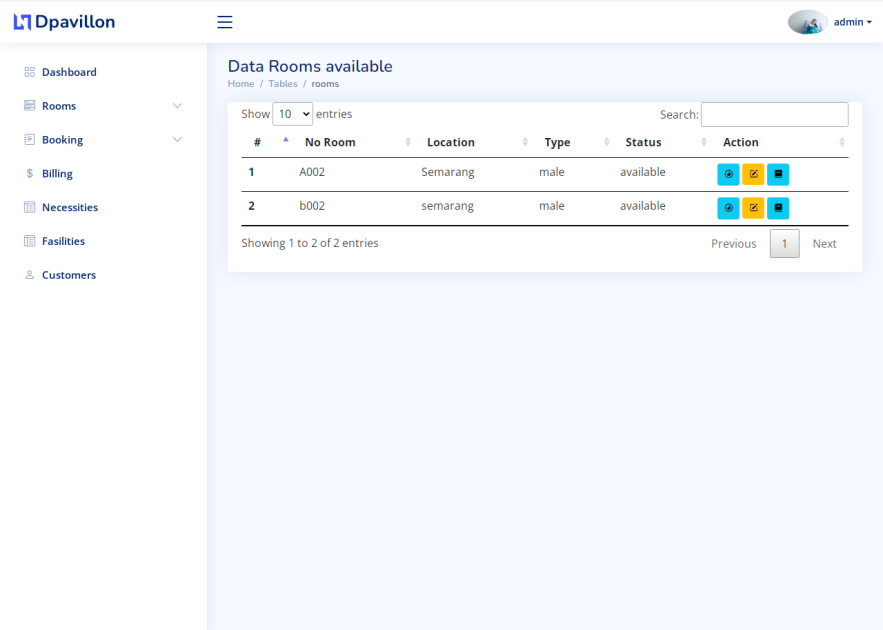 Dpavillon
admin
Dashboard
Rooms
Booking
Billing
Necessities
Fasilities
Customers
Data Rooms available
Home / Tables / rooms
Show 10 entries Search:
# No Room Location Type Status Action
1 A002 Semarang male available
2 b002 semarang male available
Showing 1 to 2 of 2 entries Previous 1 Next